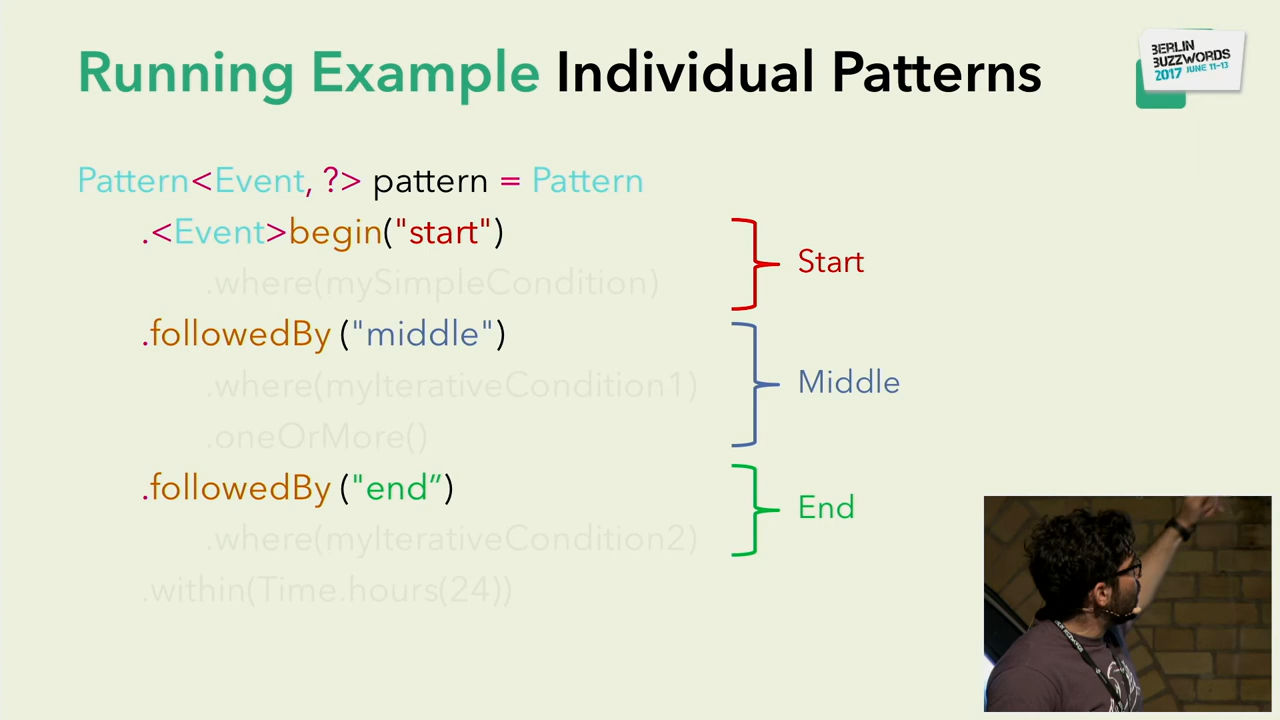 Running Example Individual Patterns
BERLIN
BUZZWORDS
2017 JUNE 11-13
Pattern<Event, ?> pattern = Pattern
.<Event>begin("start")
.where(mySimpleCondition)
Start
.followedBy ("middle")
.where(myIterativeCondition1)
Middle
.oneOrMore()
.followedBy ("end”)
End
.where(myIterativeCondition2)
.within(Time.hours(24))